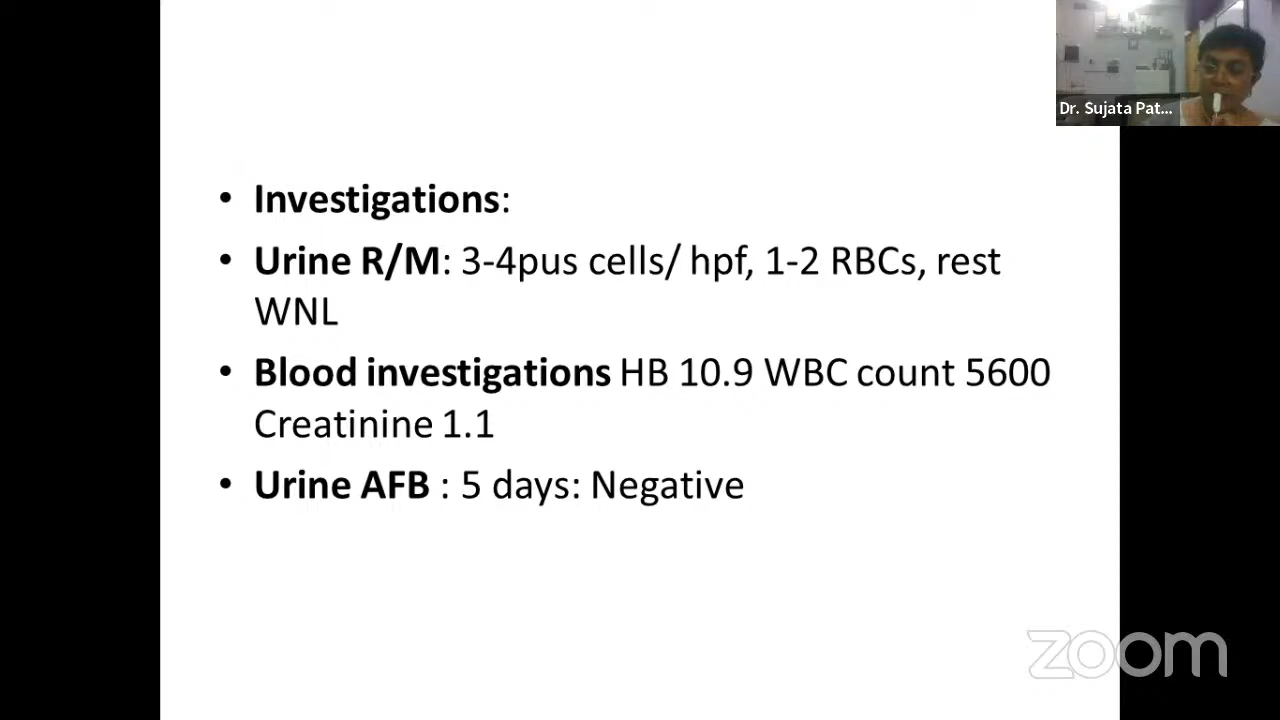 Dr. Sujata Pat...
• Investigations:
• Urine R/M: 3-4pus cells/ hpf, 1-2 RBCs, rest
WNL
• Blood investigations HB 10.9 WBC count 5600
Creatinine 1.1
• Urine AFB : 5 days: Negative
zoom